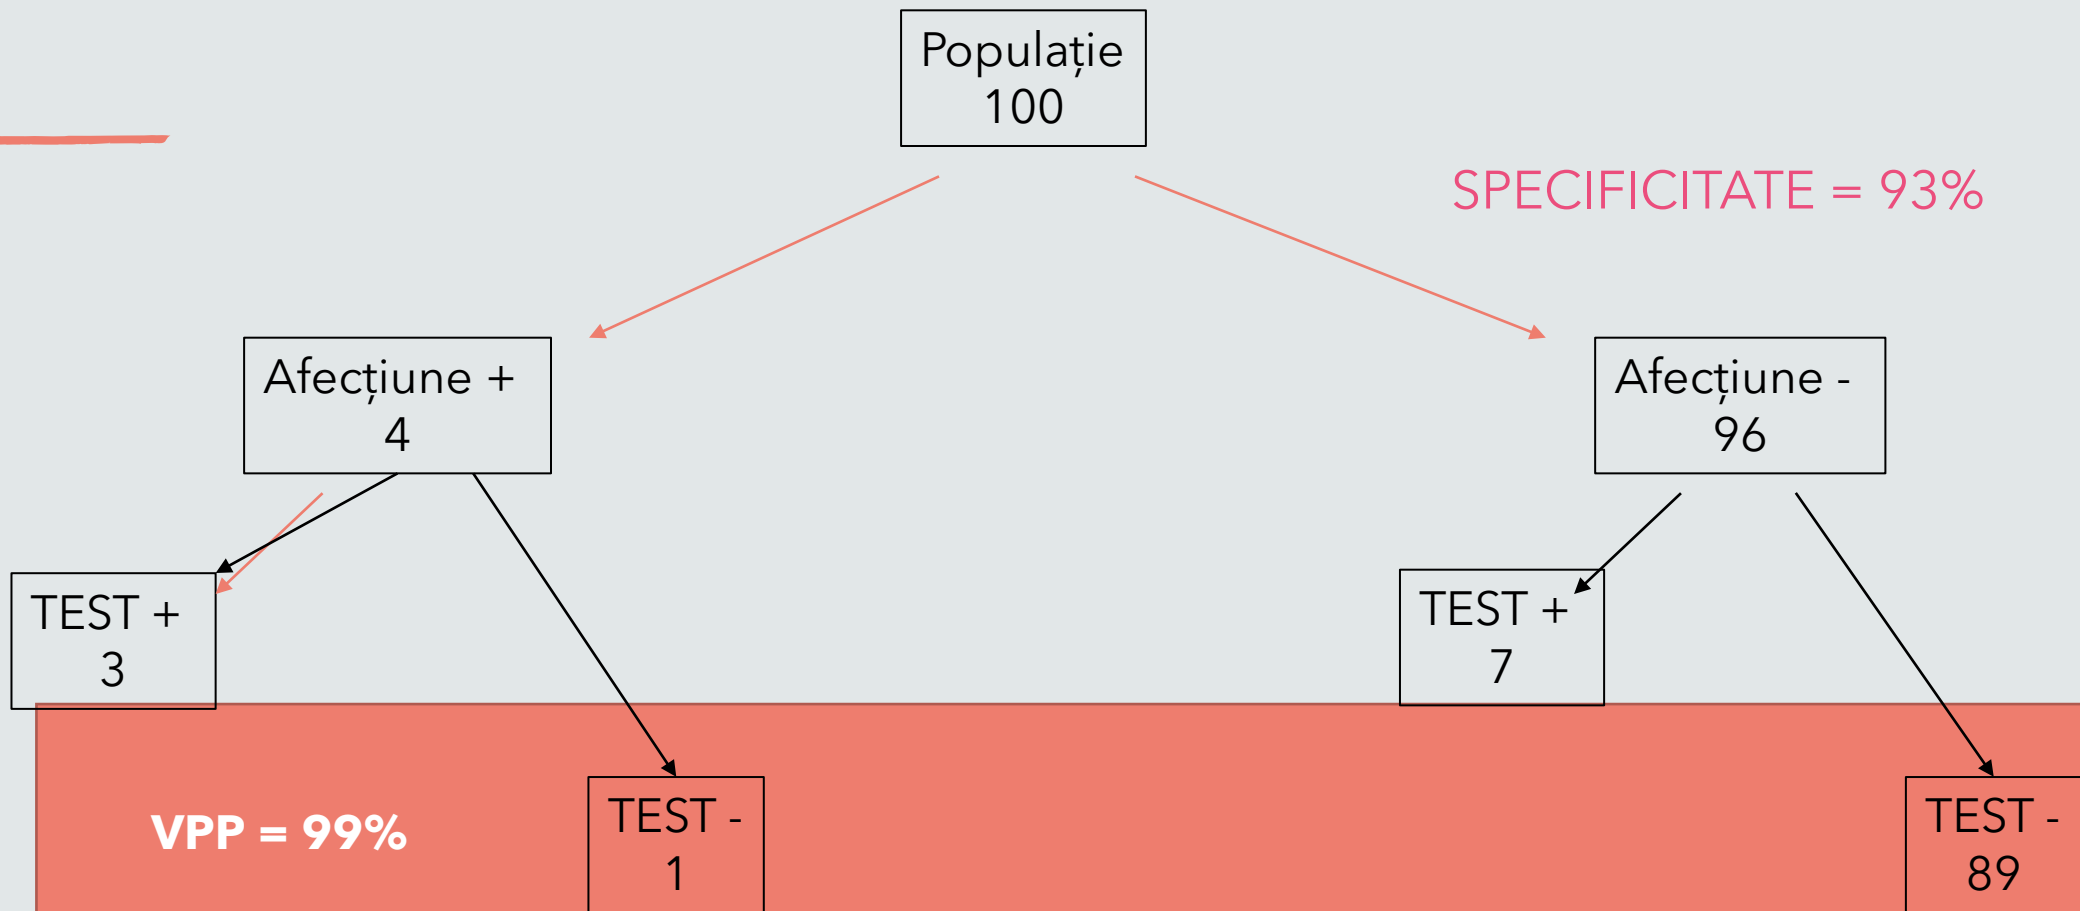 Populație
100
SPECIFICITATE = 93%
Afecțiune +
4
Afecțiune -
96
TEST +
3
TEST +
7
VPP = 99%
TEST -
1
TEST -
89